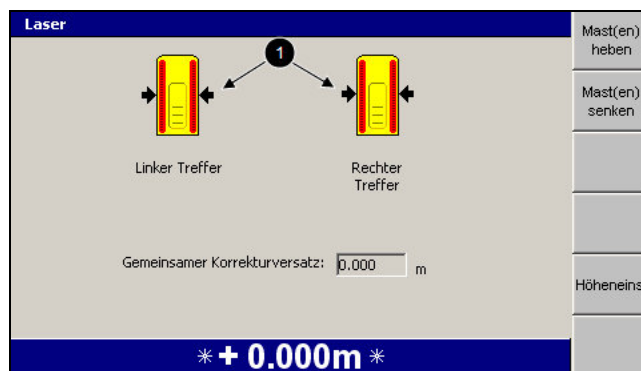 Laser
1
Linker Treffer
Rechter
Treffer
Gemeinsamer Korrekturversatz: 0.000 m
✳+ 0.000m ✳
Mast(en)
heben
Mast(en)
senken
Höheneins